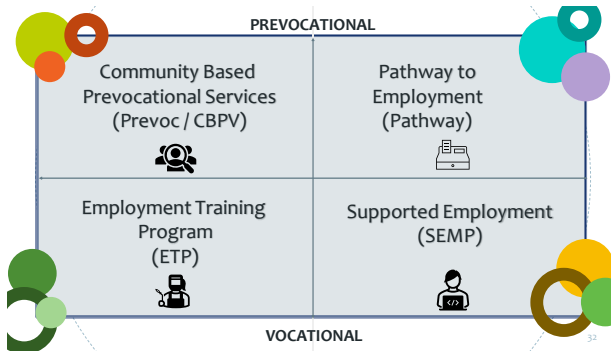 PREVOCATIONAL
Community Based
Prevocational Services
(Prevoc / CBPV)
Pathway to
Employment
(Pathway)
Employment Training
Program
(ETP)
Supported Employment
(SEMP)
</>
VOCATIONAL
32